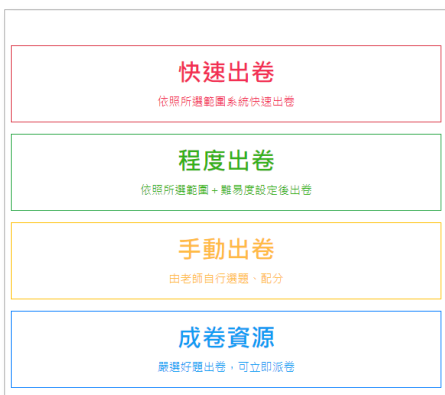 快速出卷
依照所選範圍系統快速出卷
程度出卷
依照所選範圍+難易度設定後出卷
手動出卷
由老師自行選題、配分
成卷資源
嚴選好題出卷，可立即派卷